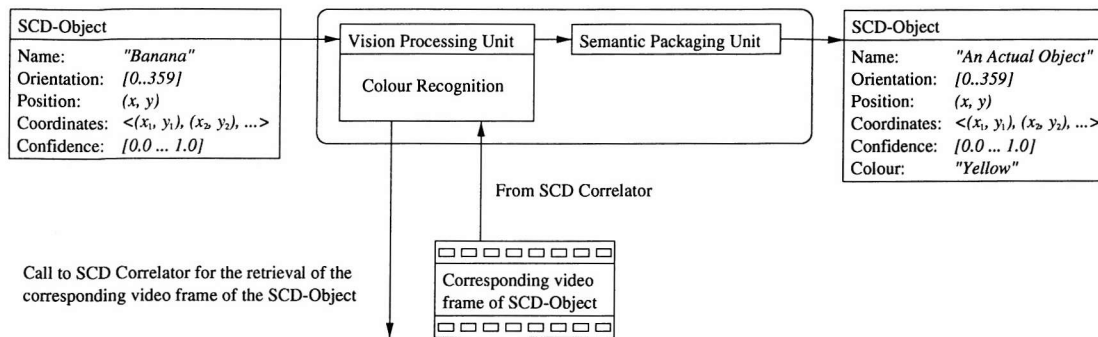 SCD-Object
Name: "Banana"
Orientation: [0..359]
Position: (x, y)
Coordinates: <(x₁, y₁), (x₂, y₂), ...>
Confidence: [0.0 ... 1.0]
Vision Processing Unit
Colour Recognition
Semantic Packaging Unit
SCD-Object
Name: "An Actual Object"
Orientation: [0..359]
Position: (x, y)
Coordinates: <(x₁, y₁), (x₂, y₂), ...>
Confidence: [0.0 ... 1.0]
Colour: "Yellow"
From SCD Correlator
Call to SCD Correlator for the retrieval of the
corresponding video frame of the SCD-Object
Corresponding video
frame of SCD-Object